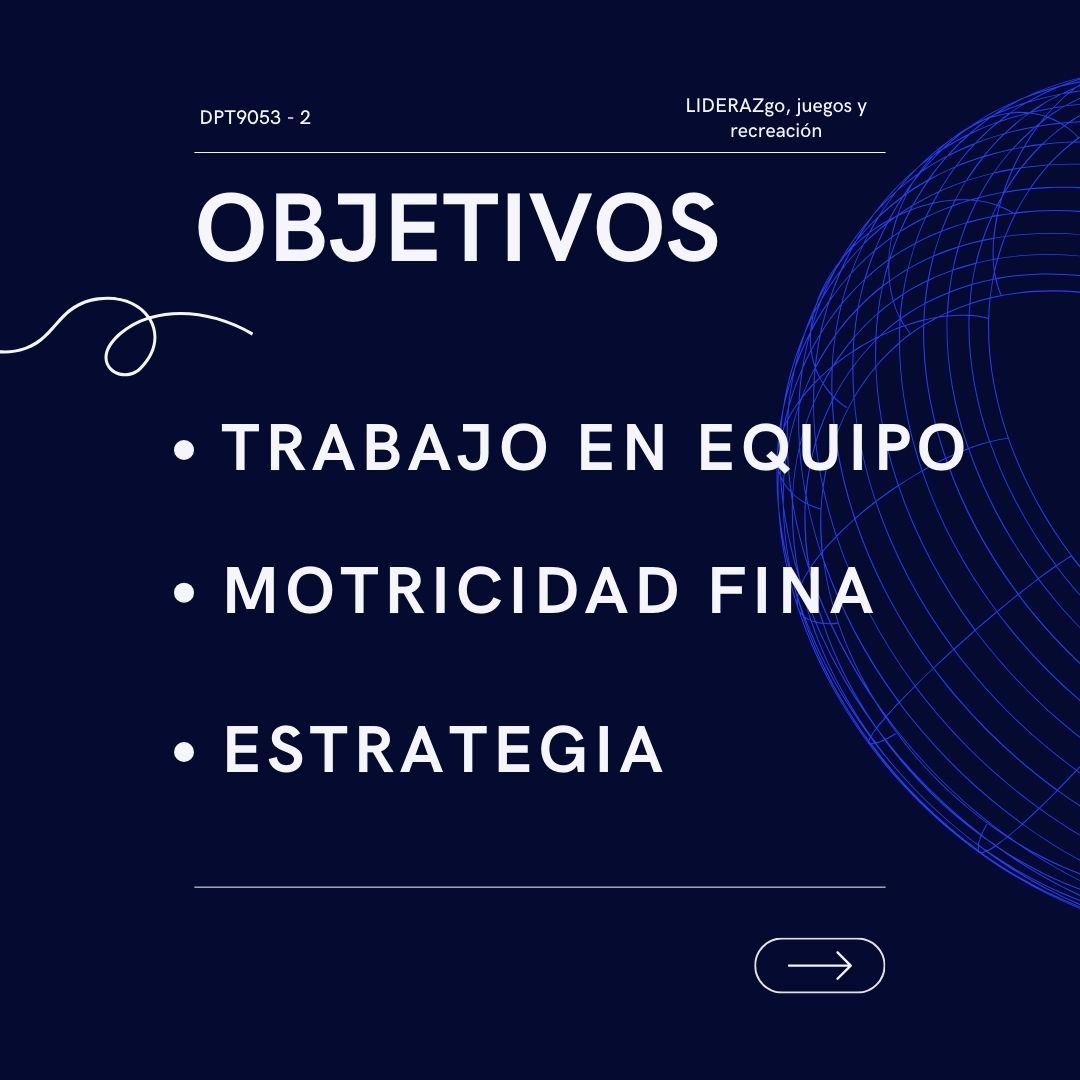 DPT9053 - 2
LIDERAZgo, juegos y
recreación
OBJETIVOS
• TRABAJO EN EQUIPO
• MOTRICIDAD FINA
• ESTRATEGIA